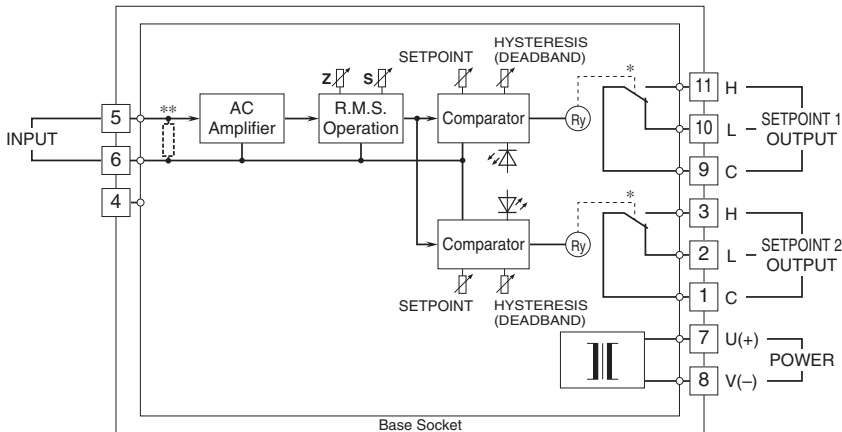 SETPOINT
HYSTERESIS
(DEADBAND)
Z
S
*
**
INPUT
5
6
4
AC
Amplifier
R.M.S.
Operation
Comparator
Ry
11
H
10
L
9
C
SETPOINT 1
OUTPUT
*
Comparator
Ry
3
H
2
L
1
C
SETPOINT 2
OUTPUT
SETPOINT
HYSTERESIS
(DEADBAND)
7
U(+)
8
V(–)
POWER
Base Socket